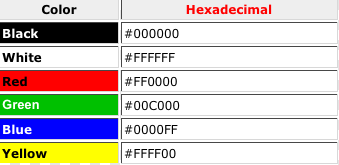 Color Hexadecimal
Black #000000
White #FFFFFF
Red #FF0000
Green #00C000
Blue #0000FF
Yellow #FFFF00